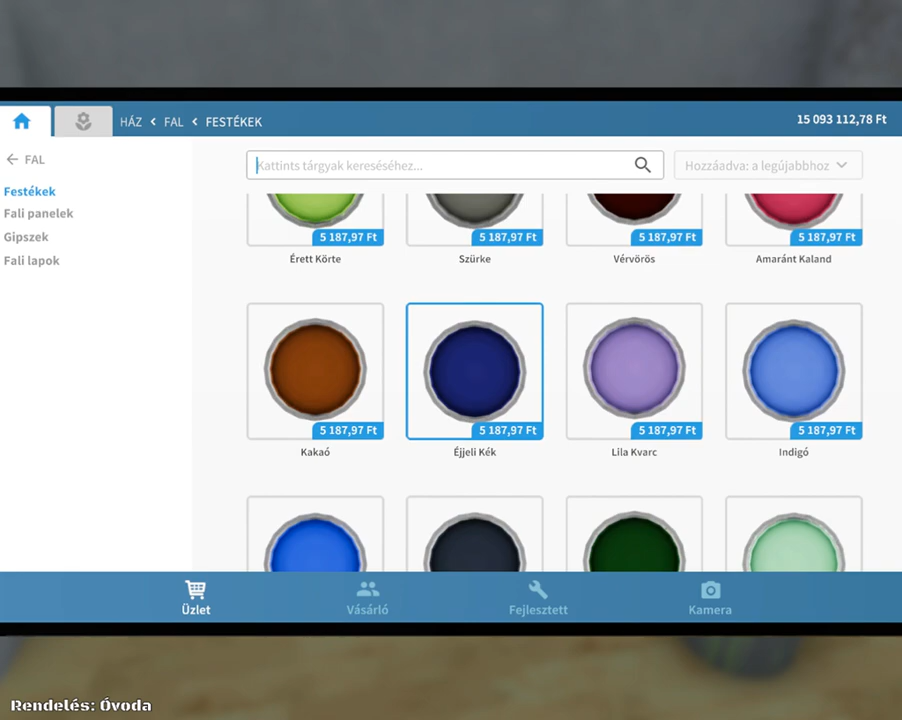 HÁZ < FAL < FESTÉKEK
15 093 112,78 Ft
← FAL
Kattints tárgyak kereséséhez...
Hozzáadva: a legújabbhoz
Festékek
Fali panelek
Gipszek
Fali lapok
5 187,97 Ft
5 187,97 Ft
5 187,97 Ft
5 187,97 Ft
Érett Körte
Szürke
Vérvörös
Amaránt Kaland
5 187,97 Ft
5 187,97 Ft
5 187,97 Ft
5 187,97 Ft
Kakaó
Éjjeli Kék
Lila Kvarc
Indigó
Üzlet
Vásárló
Fejlesztett
Kamera
Rendelés: Óvoda